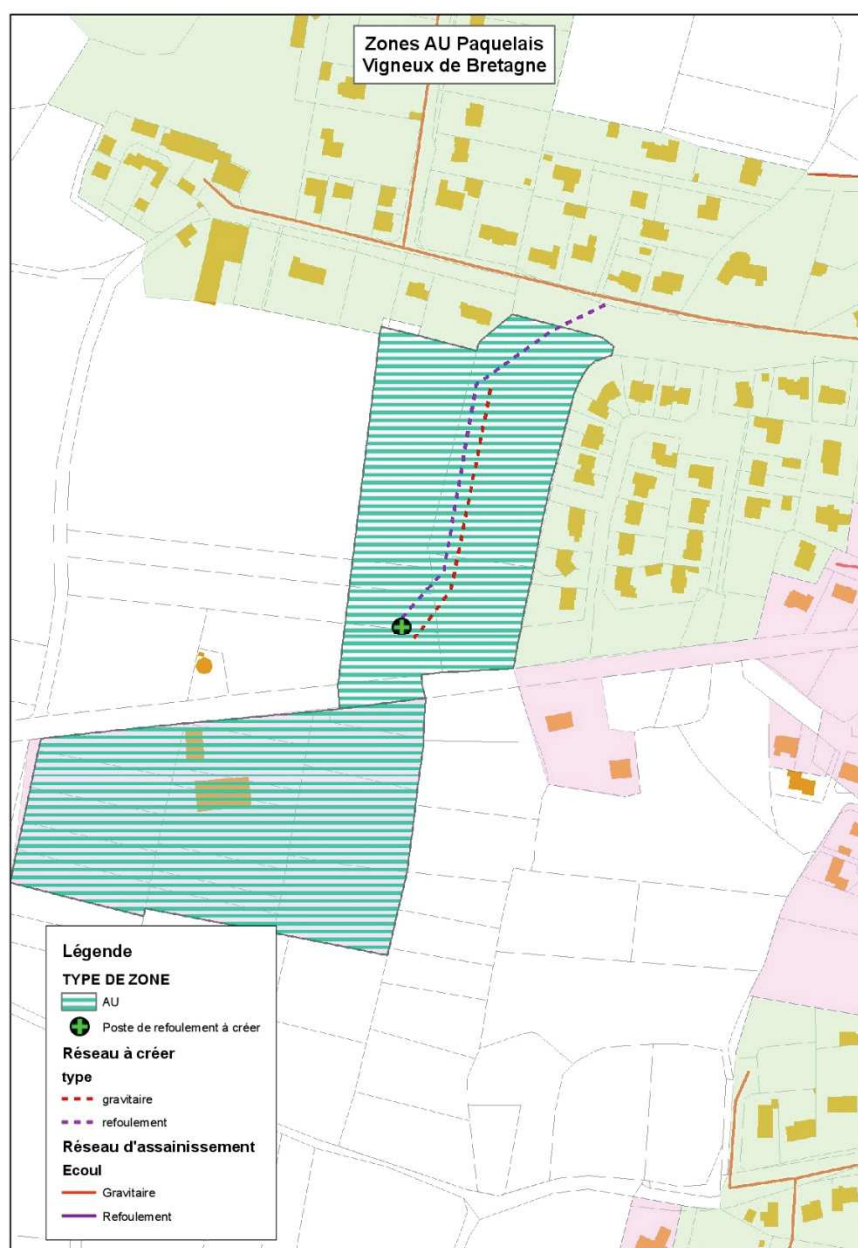 Zones AU Paquelais
Vigneux de Bretagne
Légende
TYPE DE ZONE
AU
Poste de refoulement à créer
Réseau à créer
type
gravitaire
refoulement
Réseau d'assainissement
Ecoul
Gravitaire
Refoulement